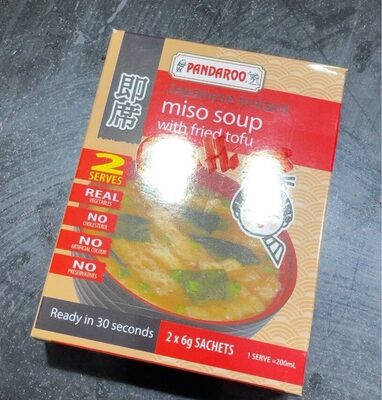 PANDAROO
即席
Japanese Instant
miso soup
with fried tofu
2
SERVES
REAL
VEGETABLES
NO
CHOLESTEROL
NO
ARTIFICIAL COLOUR
NO
PRESERVATIVES
Ready in 30 seconds
2 x 6g SACHETS
1 SERVE =200mL